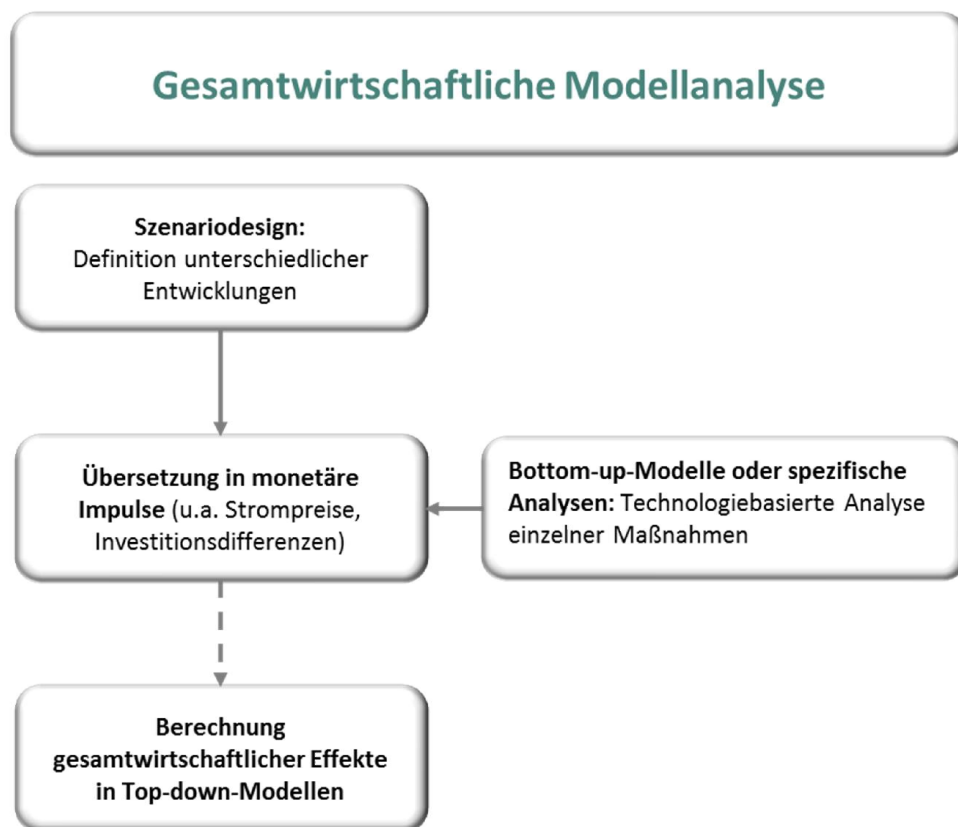 Gesamtwirtschaftliche Modellanalyse
Szenariodesign:
Definition unterschiedlicher
Entwicklungen
Übersetzung in monetäre
Impulse (u.a. Strompreise,
Investitionsdifferenzen)
Bottom-up-Modelle oder spezifische
Analysen: Technologiebasierte Analyse
einzelner Maßnahmen
Berechnung
gesamtwirtschaftlicher Effekte
in Top-down-Modellen